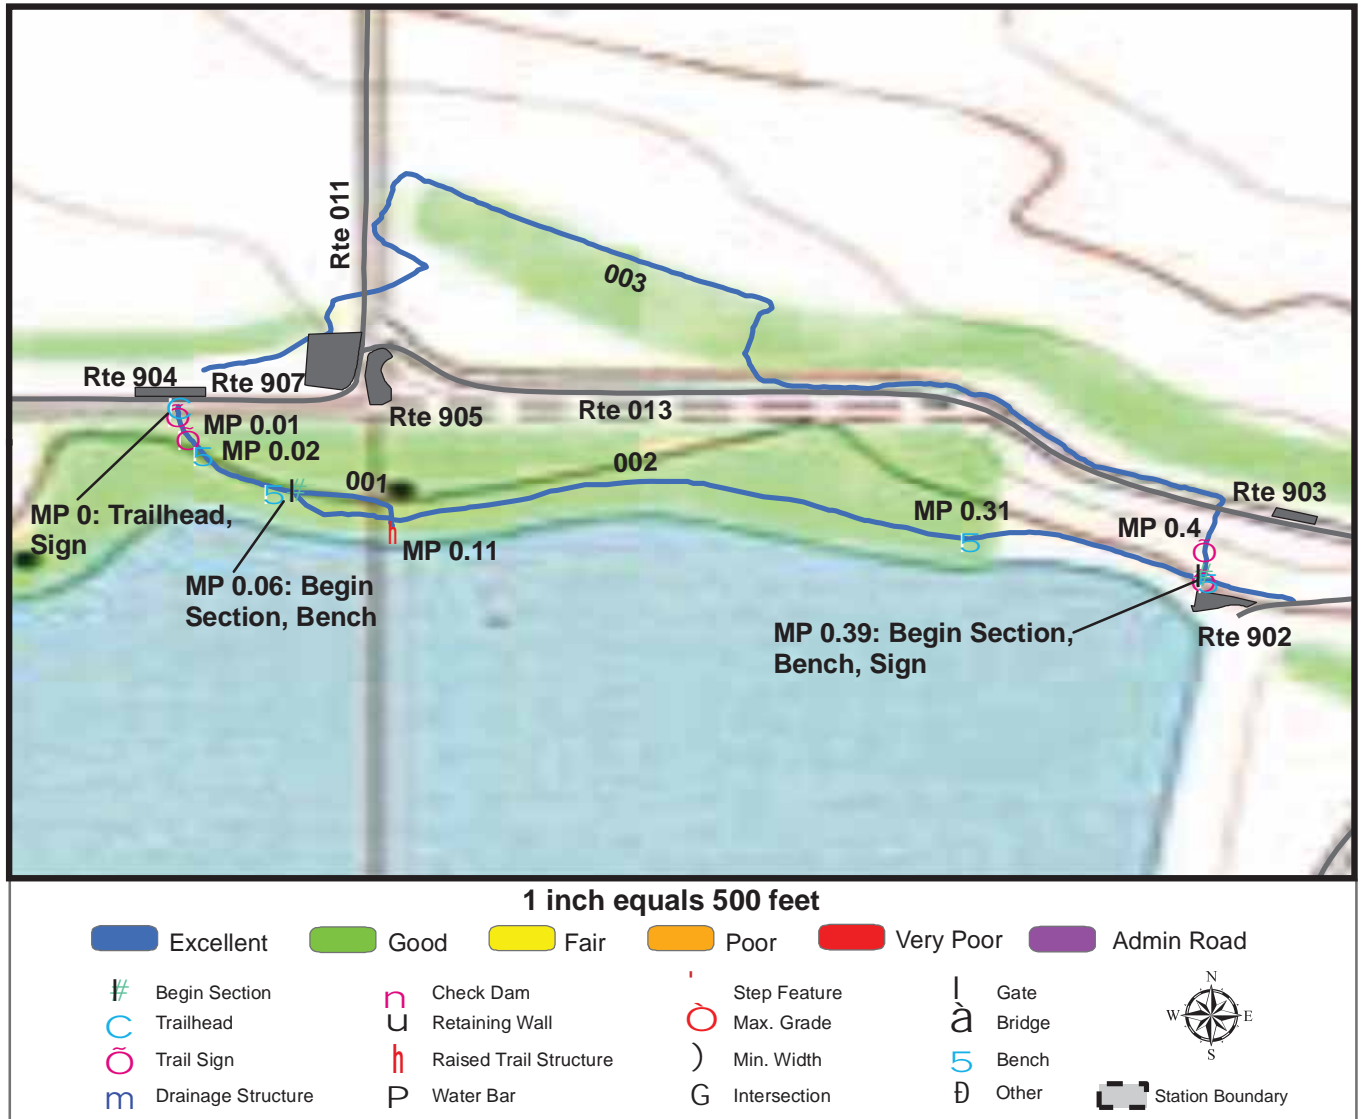 Rte 011
003
Rte 904
Rte 907
Rte 905
Rte 013
MP 0.01
MP 0.02
001
002
MP 0: Trailhead,
Sign
MP 0.11
MP 0.06: Begin
Section, Bench
MP 0.31
MP 0.4
Rte 903
MP 0.39: Begin Section,
Bench, Sign
Rte 902
1 inch equals 500 feet
Excellent
Good
Fair
Poor
Very Poor
Admin Road
# Begin Section
C Trailhead
Õ Trail Sign
m Drainage Structure
n Check Dam
u Retaining Wall
h Raised Trail Structure
P Water Bar
' Step Feature
Ò Max. Grade
) Min. Width
G Intersection
l Gate
à Bridge
5 Bench
Ð Other
N
W E
S
Station Boundary